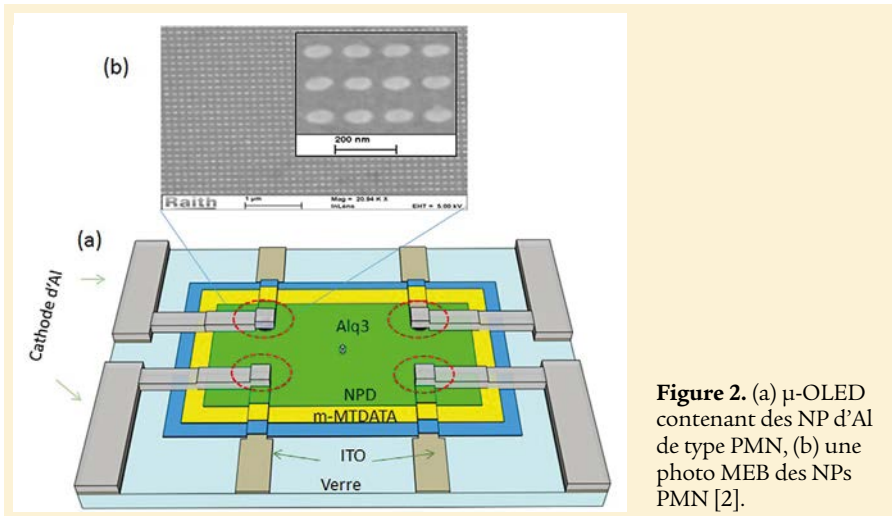 (b)
200 nm
Raith
1 µm
Mag = 20.94 K X
InLens
EHT = 5.00 kV
(a)
Cathode d'Al
Alq3
NPD
m-MTDATA
ITO
Verre
Figure 2. (a) µ-OLED
contenant des NP d'Al
de type PMN, (b) une
photo MEB des NPs
PMN [2].